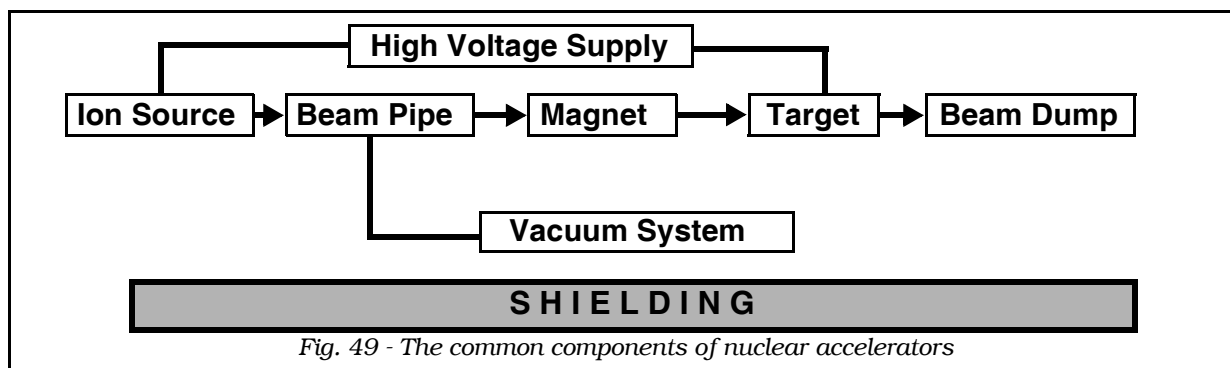 High Voltage Supply
Ion Source
Beam Pipe
Magnet
Target
Beam Dump
Vacuum System
SHIELDING
Fig. 49 - The common components of nuclear accelerators